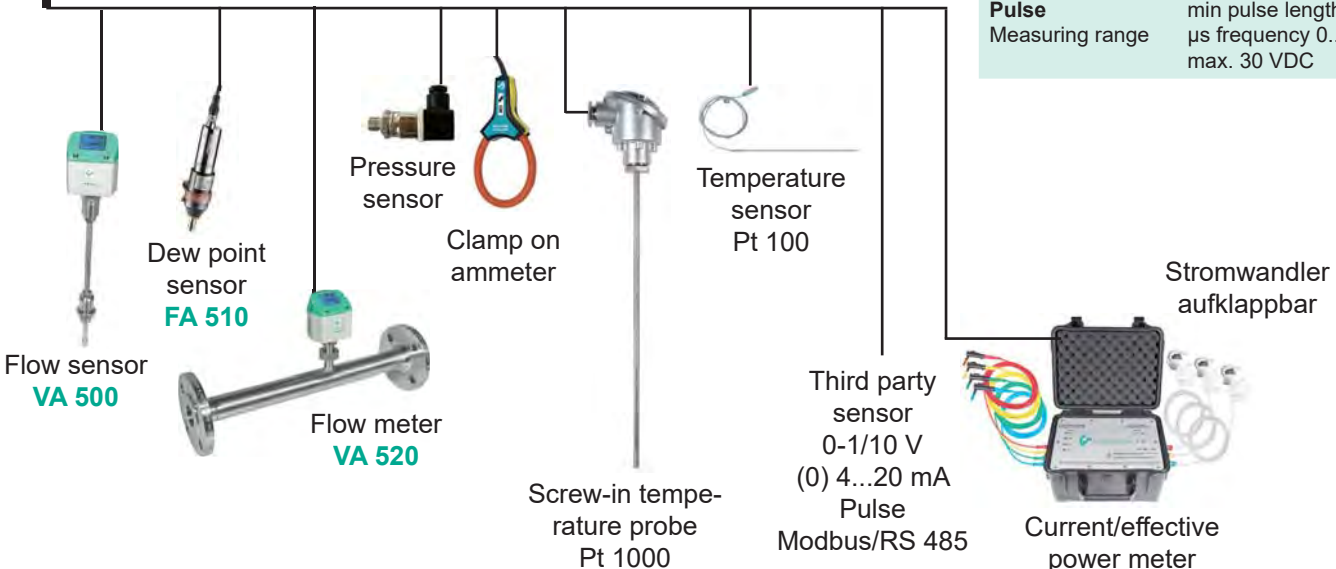 Pulse min pulse length
Measuring range µs frequency 0..
max. 30 VDC
Flow sensor
VA 500
Dew point
sensor
FA 510
Flow meter
VA 520
Pressure
sensor
Clamp on
ammeter
Screw-in tempe-
rature probe
Pt 1000
Temperature
sensor
Pt 100
Third party
sensor
0-1/10 V
(0) 4...20 mA
Pulse
Modbus/RS 485
Stromwandler
aufklappbar
Current/effective
power meter